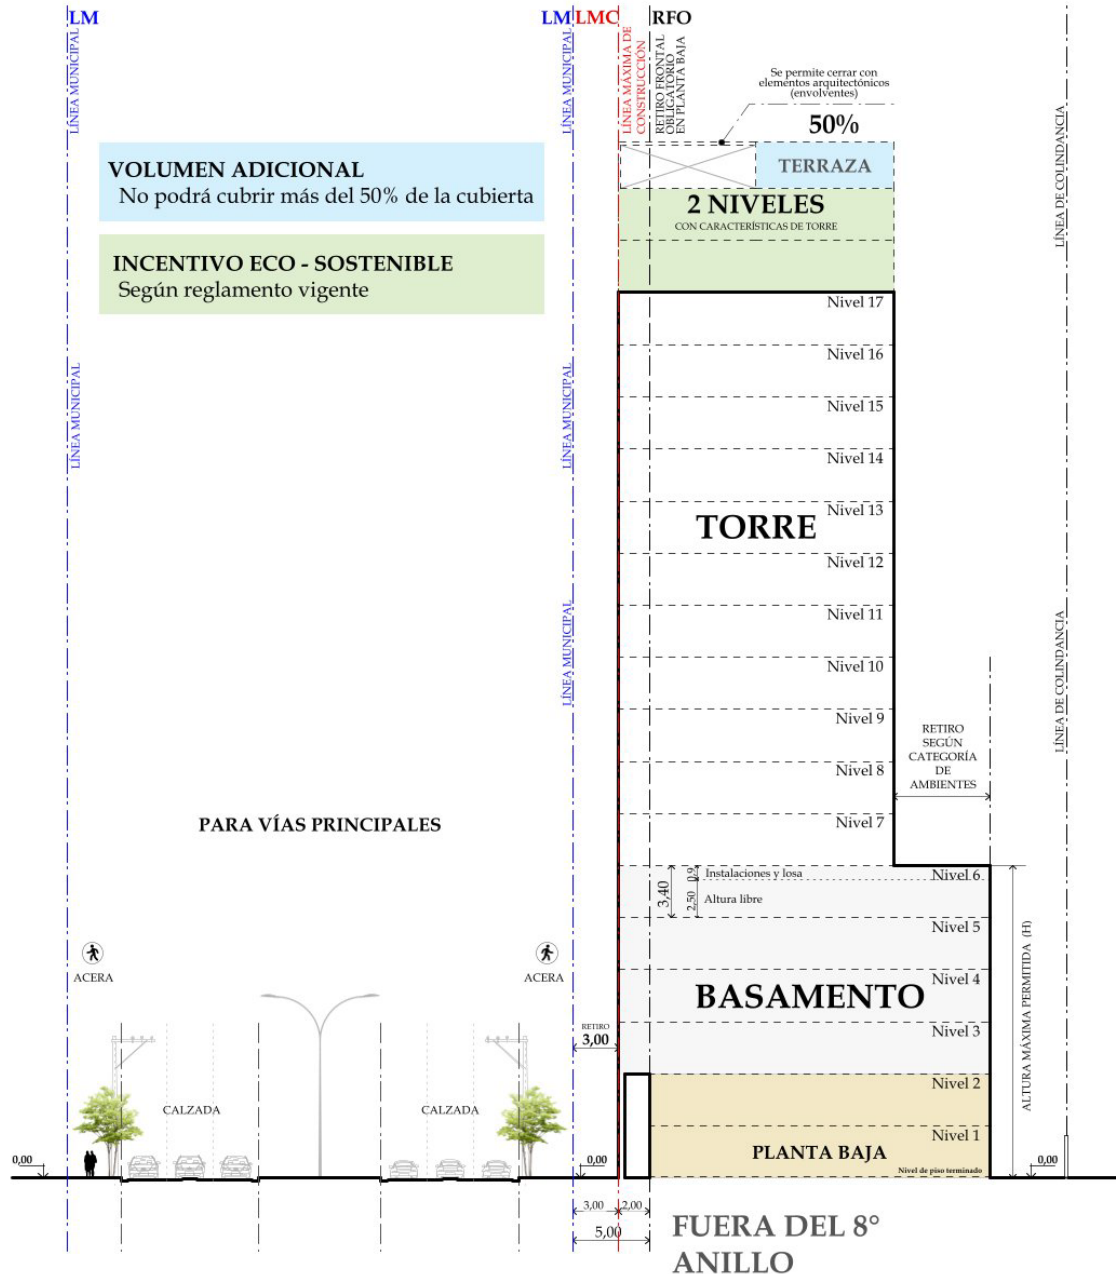 LM
LM
LMC
RFO
LÍNEA MUNICIPAL
LÍNEA MUNICIPAL
LÍNEA MÁXIMA DE
CONSTRUCCIÓN
RETIRO FRONTAL
OBLIGATORIO
EN PLANTA BAJA
Se permite cerrar con
elementos arquitectónicos
(envolventes)
50%
LÍNEA DE COLINDANCIA
VOLUMEN ADICIONAL
No podrá cubrir más del 50% de la cubierta
TERRAZA
2 NIVELES
CON CARACTERÍSTICAS DE TORRE
INCENTIVO ECO - SOSTENIBLE
Según reglamento vigente
Nivel 17
Nivel 16
LÍNEA MUNICIPAL
LÍNEA MUNICIPAL
Nivel 15
Nivel 14
Nivel 13
TORRE
Nivel 12
Nivel 11
LÍNEA MUNICIPAL
LÍNEA DE COLINDANCIA
Nivel 10
Nivel 9
RETIRO
SEGÚN
CATEGORÍA
DE
AMBIENTES
Nivel 8
PARA VÍAS PRINCIPALES
Nivel 7
3,40
0,9
Instalaciones y losa
Nivel 6
2,50
Altura libre
Nivel 5
ACERA
ACERA
Nivel 4
BASAMENTO
ALTURA MÁXIMA PERMITIDA (H)
RETIRO
3,00
Nivel 3
Nivel 2
CALZADA
CALZADA
Nivel 1
PLANTA BAJA
0,00
0,00
Nivel de piso terminado
0,00
3,00
2,00
5,00
FUERA DEL 8°
ANILLO